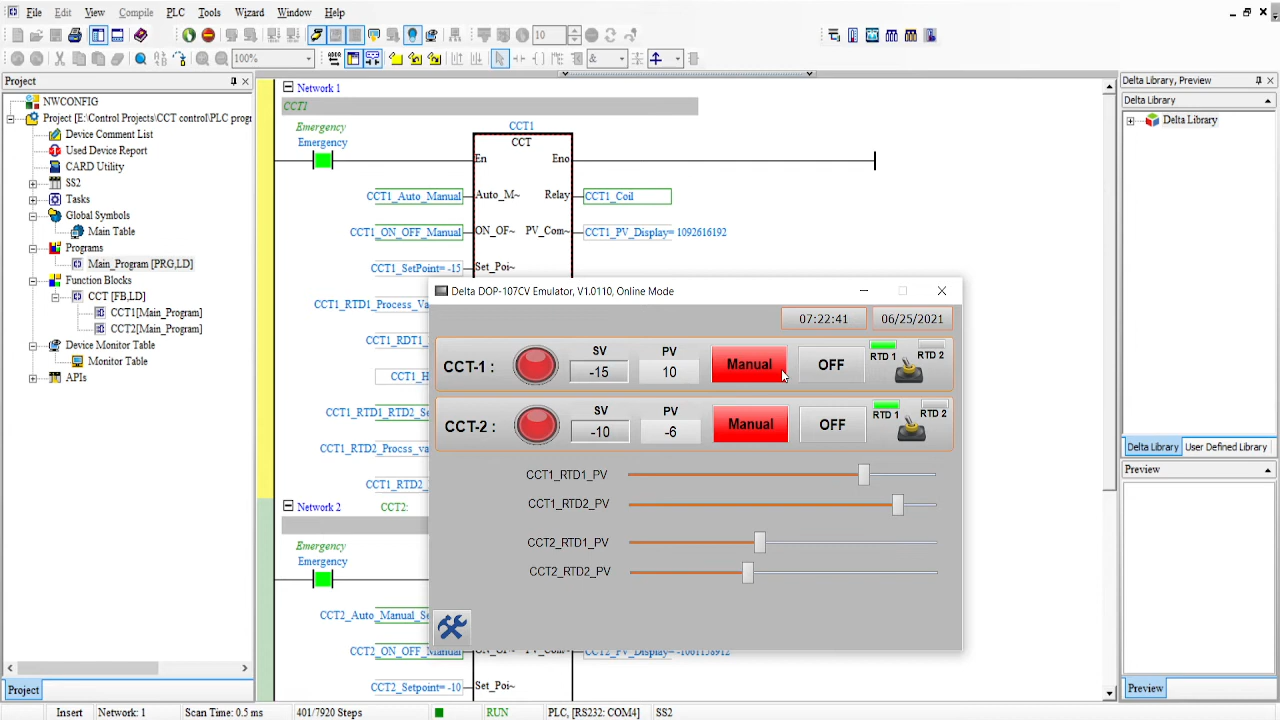 File Edit View Compile PLC Tools Wizard Window Help
10
100%
&
Project
NWCONFIG
Project [E:\Control Projects\CCT control\PLC progr
Device Comment List
Used Device Report
CARD Utility
SS2
Tasks
Global Symbols
Main Table
Programs
Main_Program [PRG,LD]
Function Blocks
CCT [FB,LD]
CCT1[Main_Program]
CCT2[Main_Program]
Device Monitor Table
Monitor Table
APIs
Project
Network 1
CCT1
Emergency
Emergency
CCT1
CCT
En Eno
CCT1_Auto_Manual Auto_M~ Relay CCT1_Coil
CCT1_ON_OFF_Manual ON_OF~ PV_Com~ CCT1_PV_Display= 1092616192
CCT1_SetPoint= -15 Set_Poi~
CCT1_RTD1_Process_Va
CCT1_RTD1_
CCT1_H
CCT1_RTD1_RTD2_Se
CCT1_RTD2_Procss_va
CCT1_RTD2_
Network 2 CCT2:
Emergency
Emergency
CCT2_Auto_Manual_Se
CCT2_ON_OFF_Manual ON_OF~ PV_Com~ CCT2_PV_Display= -1061158912
CCT2_Setpoint= -10 Set_Poi~
Delta DOP-107CV Emulator, V1.0110, Online Mode
07:22:41 06/25/2021
CCT-1 : SV -15 PV 10 Manual OFF RTD 1 RTD 2
CCT-2 : SV -10 PV -6 Manual OFF RTD 1 RTD 2
CCT1_RTD1_PV
CCT1_RTD2_PV
CCT2_RTD1_PV
CCT2_RTD2_PV
Delta Library, Preview
Delta Library
Delta Library
Delta Library User Defined Library
Preview
Preview
Insert Network: 1 Scan Time: 0.5 ms 401/7920 Steps RUN PLC, [RS232: COM4] SS2